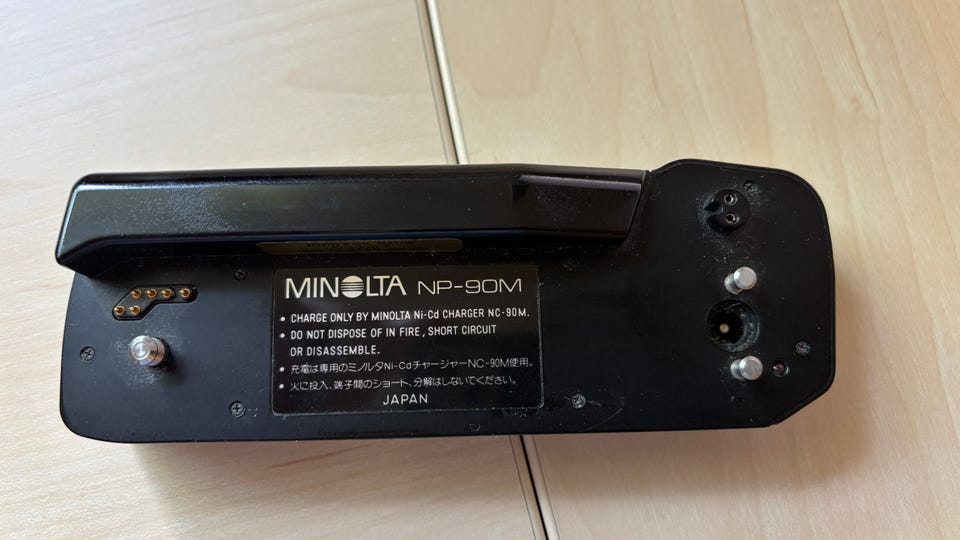 MINOLTA NP-90M
• CHARGE ONLY BY MINOLTA Ni-Cd CHARGER NC-90M.
• DO NOT DISPOSE OF IN FIRE, SHORT CIRCUIT
OR DISASSEMBLE.
• 充電は専用のミノルタNi-CdチャージャーNC-90M使用。
• 火に投入、端子間のショート、分解はしないでください。
JAPAN